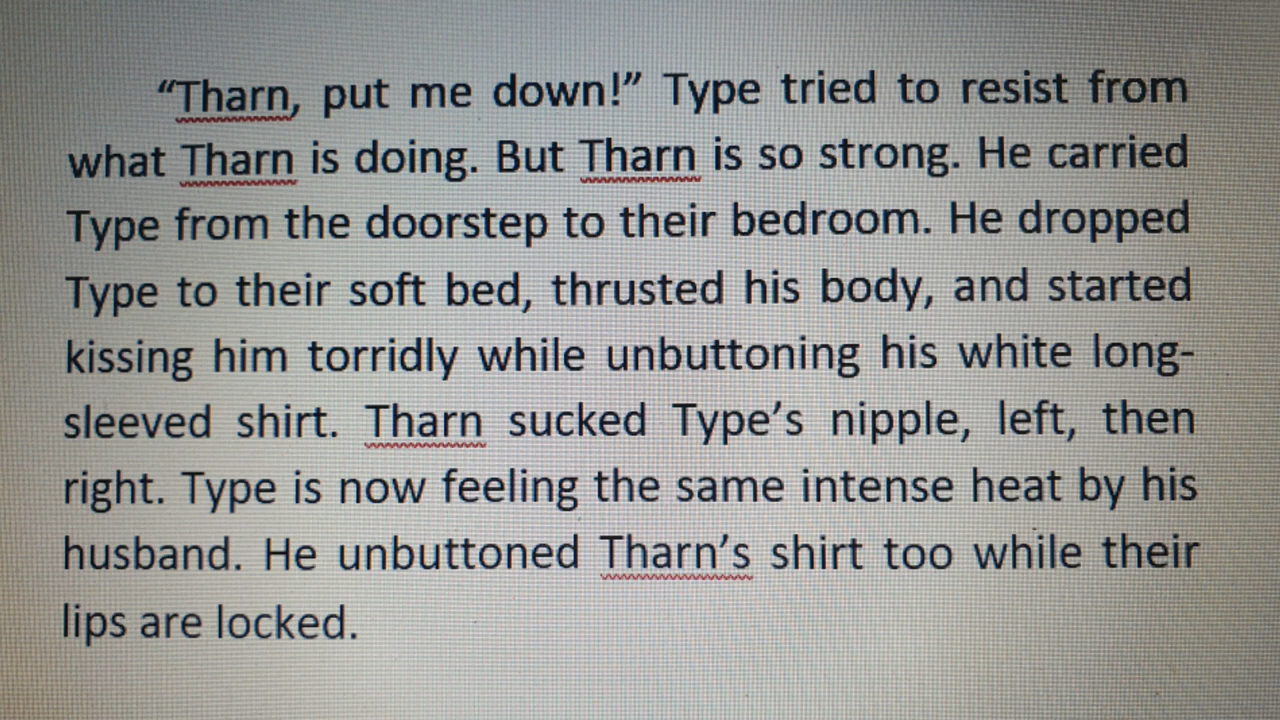 “Tharn, put me down!” Type tried to resist from
what Tharn is doing. But Tharn is so strong. He carried
Type from the doorstep to their bedroom. He dropped
Type to their soft bed, thrusted his body, and started
kissing him torridly while unbuttoning his white long-
sleeved shirt. Tharn sucked Type’s nipple, left, then
right. Type is now feeling the same intense heat by his
husband. He unbuttoned Tharn’s shirt too while their
lips are locked.